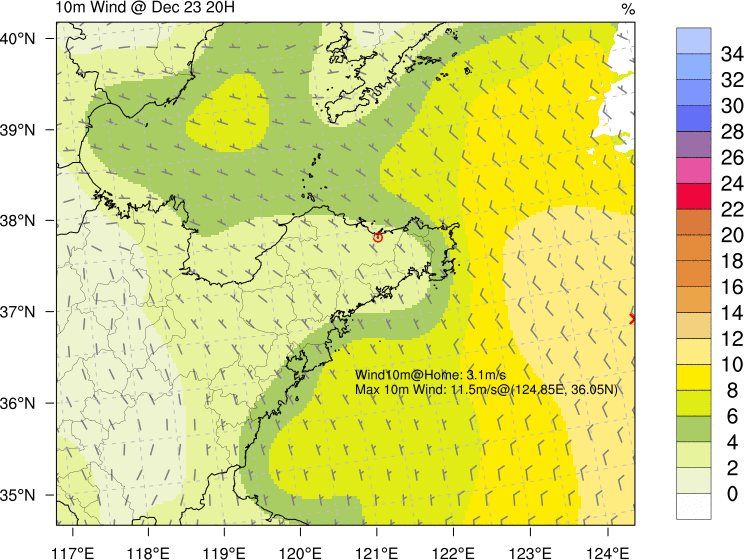 10m Wind @ Dec 23 20H
%
40°N
39°N
38°N
37°N
36°N
35°N
117°E
118°E
119°E
120°E
121°E
122°E
123°E
124°E
Wind10m@Home: 3.1m/s
Max 10m Wind: 11.5m/s@(124.85E, 36.05N)
34
32
30
28
26
24
22
20
18
16
14
12
10
8
6
4
2
0